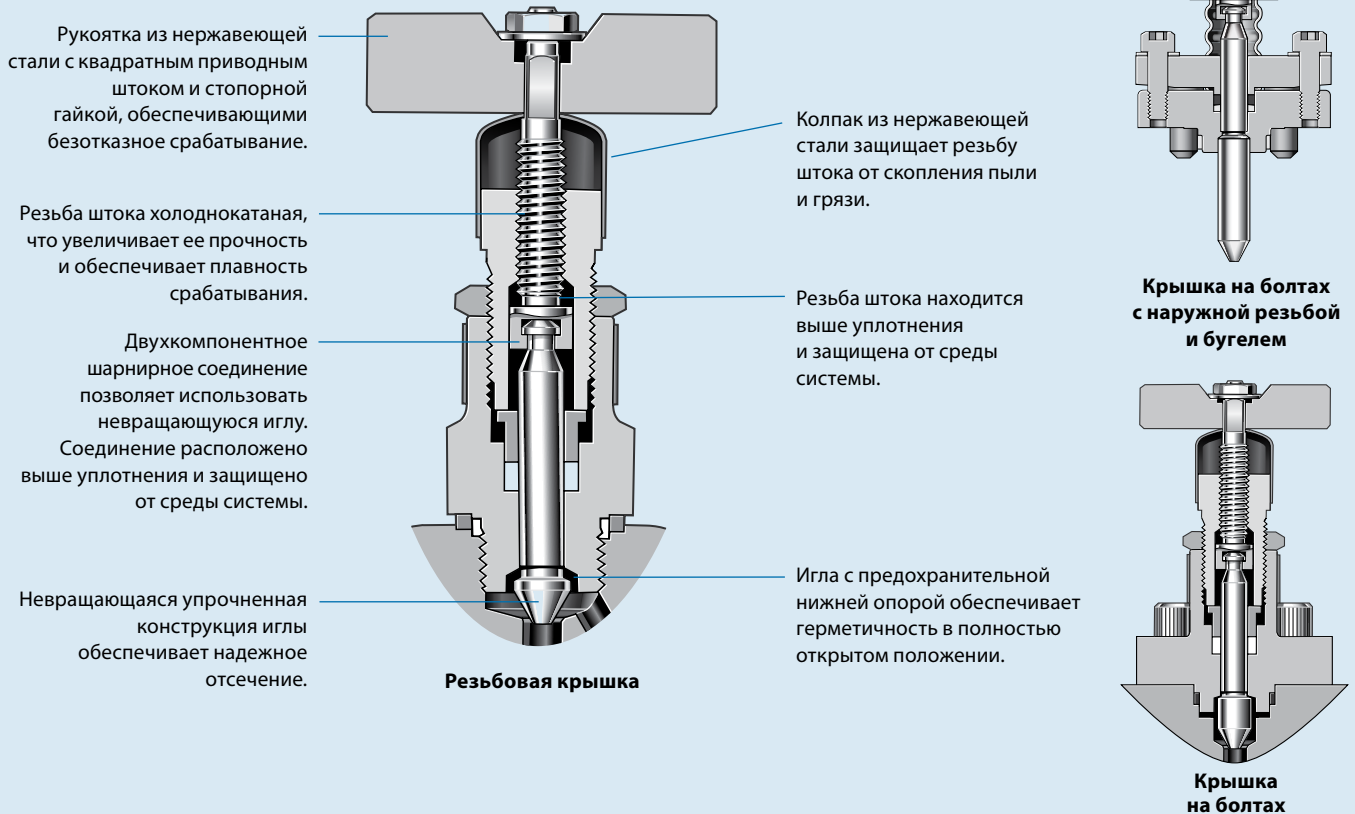 Рукоятка из нержавеющей
стали с квадратным приводным
штоком и стопорной
гайкой, обеспечивающими
безотказное срабатывание.
Резьба штока холоднокатаная,
что увеличивает ее прочность
и обеспечивает плавность
срабатывания.
Двухкомпонентное
шарнирное соединение
позволяет использовать
невращающуюся иглу.
Соединение расположено
выше уплотнения и защищено
от среды системы.
Невращающаяся упрочненная
конструкция иглы
обеспечивает надежное
отсечение.
Резьбовая крышка
Колпак из нержавеющей
стали защищает резьбу
штока от скопления пыли
и грязи.
Резьба штока находится
выше уплотнения
и защищена от среды
системы.
Игла с предохранительной
нижней опорой обеспечивает
герметичность в полностью
открытом положении.
Крышка на болтах
с наружной резьбой
и бугелем
Крышка
на болтах